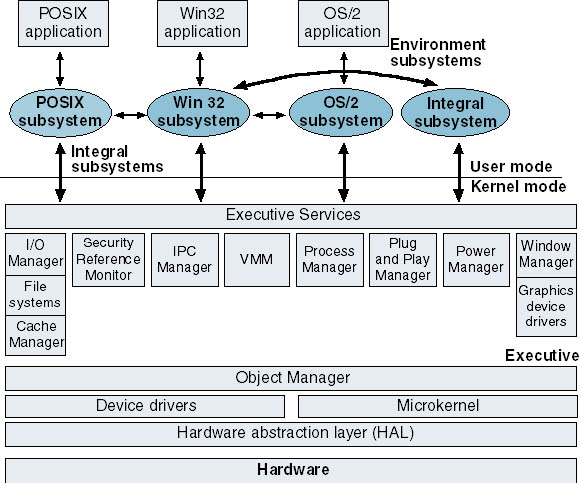 POSIX
application
Win32
application
OS/2
application
Environment
subsystems
POSIX
subsystem
Win 32
subsystem
OS/2
subsystem
Integral
subsystem
Integral
subsystems
User mode
Kernel mode
Executive Services
I/O
Manager
File
systems
Cache
Manager
Security
Reference
Monitor
IPC
Manager
VMM
Process
Manager
Plug
and Play
Manager
Power
Manager
Window
Manager
Graphics
device
drivers
Executive
Object Manager
Device drivers
Microkernel
Hardware abstraction layer (HAL)
Hardware